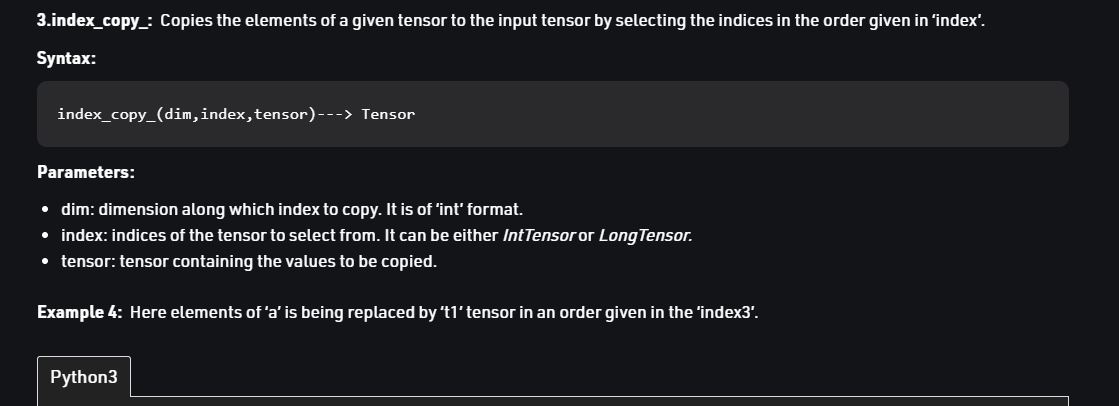 3.index_copy_: Copies the elements of a given tensor to the input tensor by selecting the indices in the order given in ‘index’.
Syntax:
index_copy_(dim,index,tensor)---> Tensor
Parameters:
• dim: dimension along which index to copy. It is of ‘int’ format.
• index: indices of the tensor to select from. It can be either IntTensor or LongTensor.
• tensor: tensor containing the values to be copied.
Example 4: Here elements of ‘a’ is being replaced by ‘t1’ tensor in an order given in the ‘index3’.
Python3